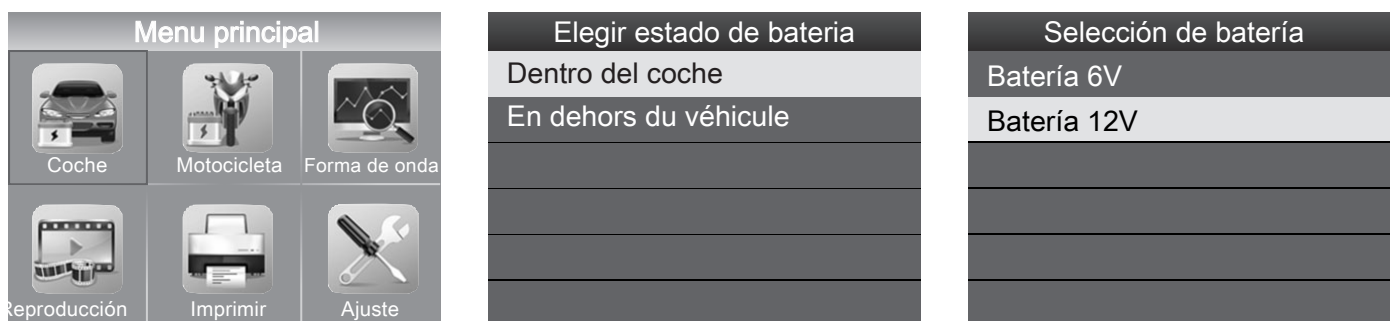 Menu principal
Coche
Motocicleta
Forma de onda
Reproducción
Imprimir
Ajuste
Elegir estado de bateria
Dentro del coche
En dehors du véhicule
Selección de batería
Batería 6V
Batería 12V